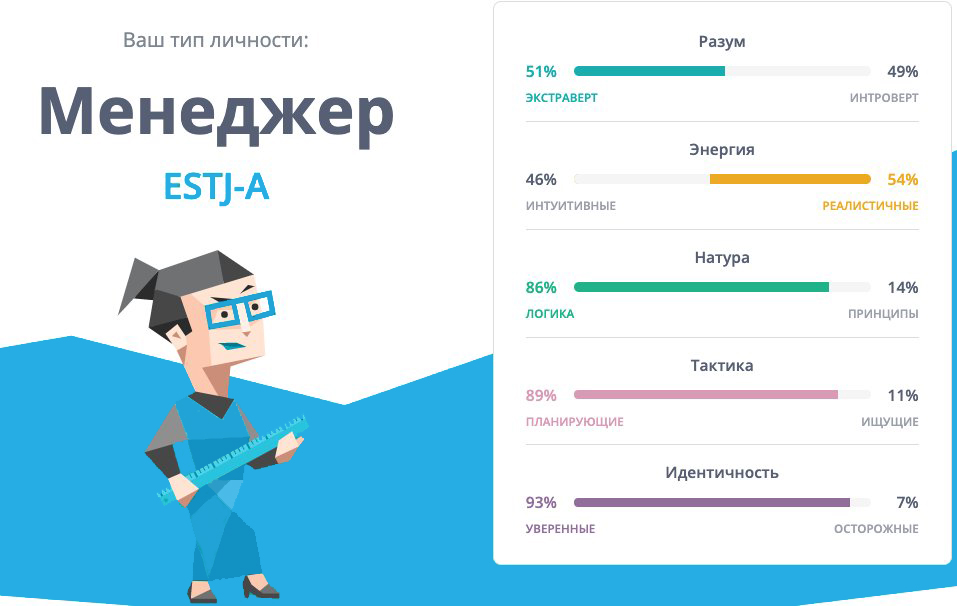 Ваш тип личности:
Менеджер
ESTJ-A
Разум
51% 49%
ЭКСТРАВЕРТ ИНТРОВЕРТ
Энергия
46% 54%
ИНТУИТИВНЫЕ РЕАЛИСТИЧНЫЕ
Натура
86% 14%
ЛОГИКА ПРИНЦИПЫ
Тактика
89% 11%
ПЛАНИРУЮЩИЕ ИЩУЩИЕ
Идентичность
93% 7%
УВЕРЕННЫЕ ОСТОРОЖНЫЕ